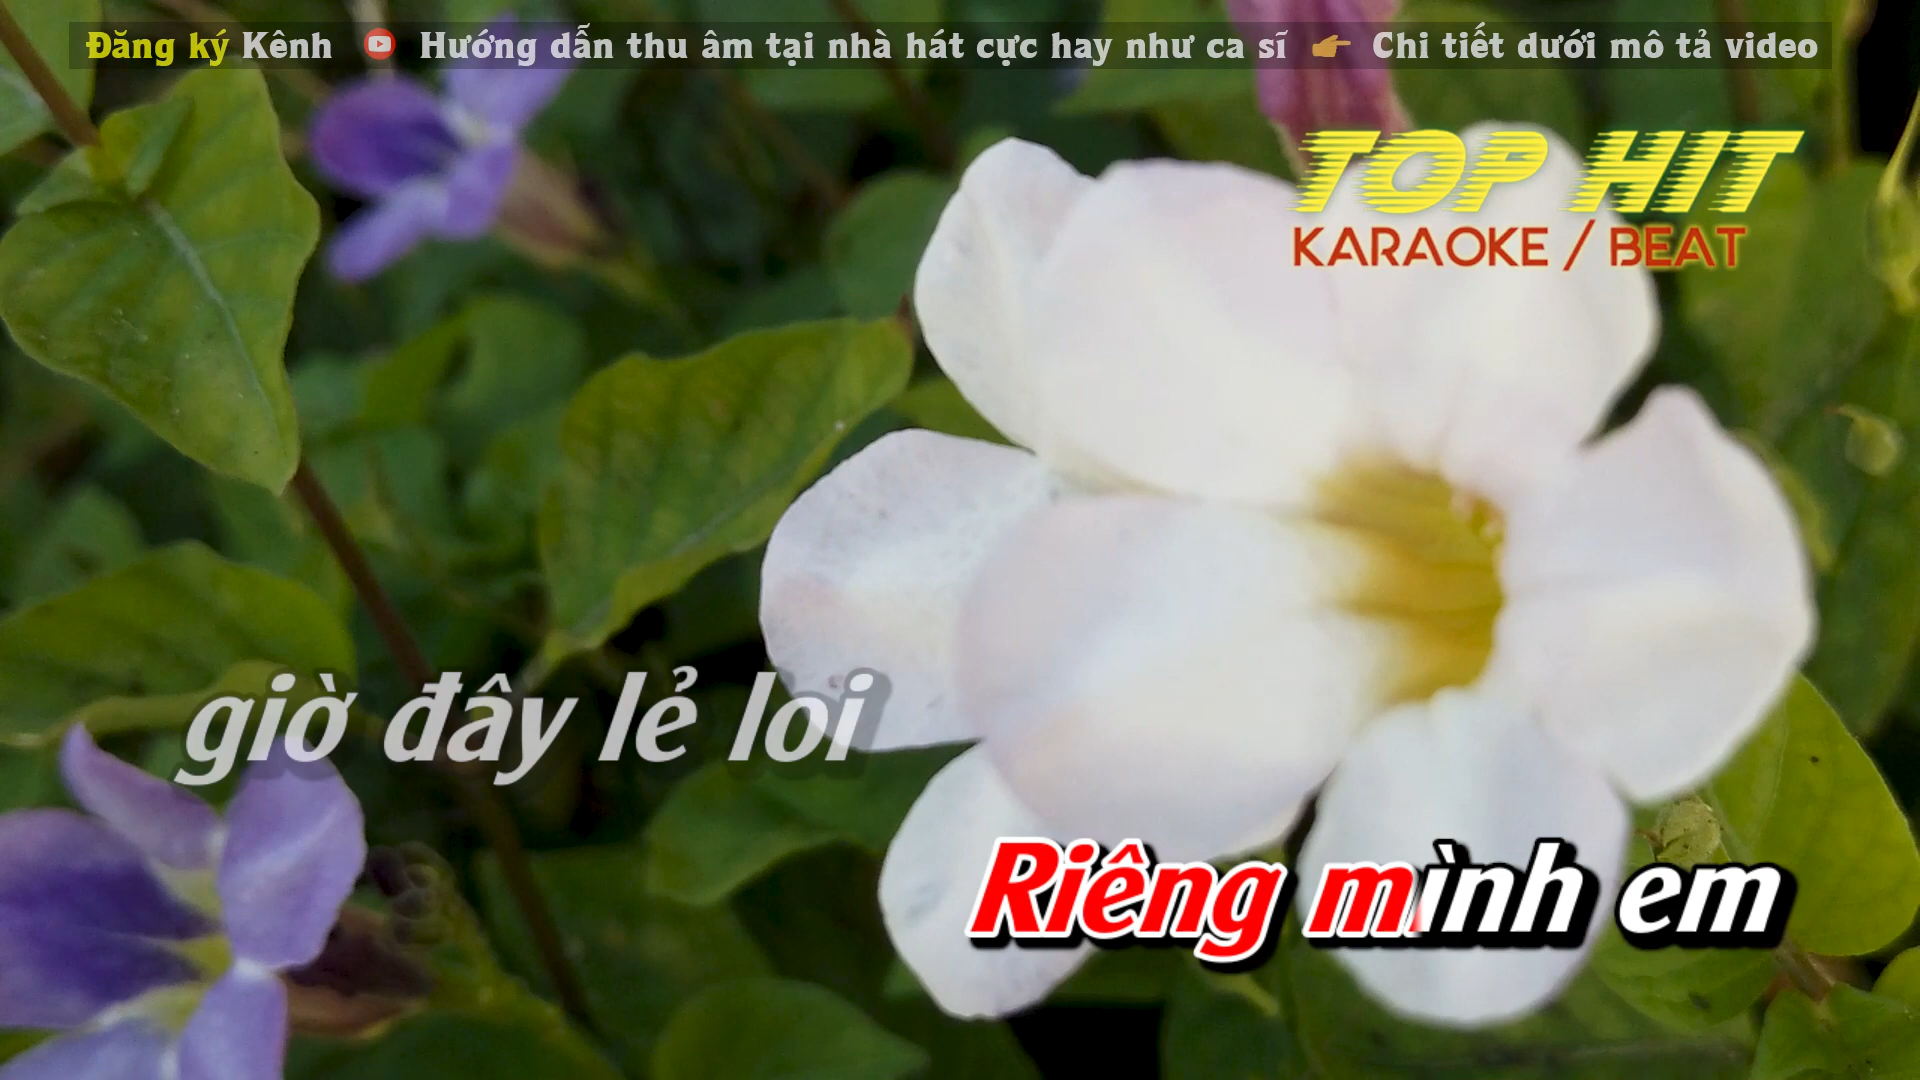 Đăng ký Kênh Hướng dẫn thu âm tại nhà hát cực hay như ca sĩ Chi tiết dưới mô tả video
TOP HIT
KARAOKE / BEAT
giờ đây lẻ loi
Riêng mình em